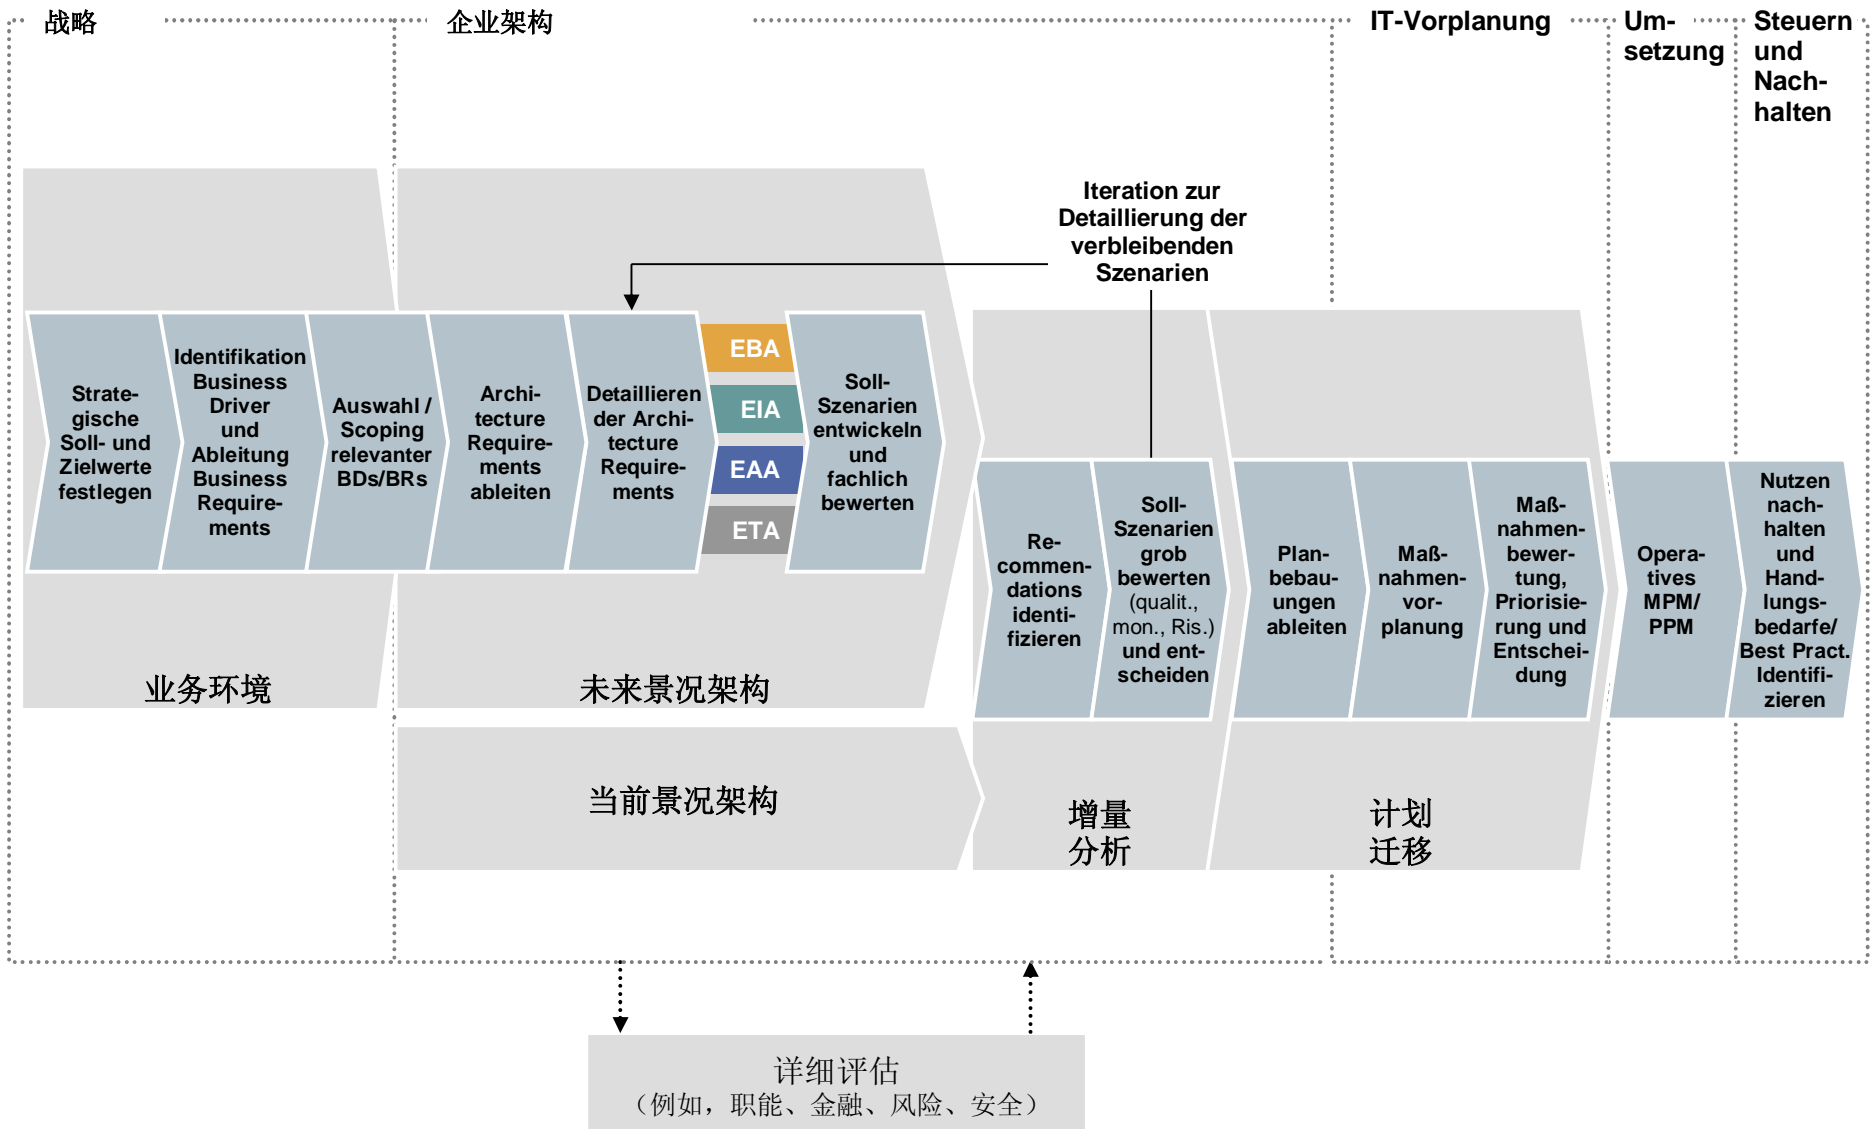 战略
企业架构
IT-Vorplanung
Um-
setzung
Steuern
und
Nach-
halten
Iteration zur
Detaillierung der
verbleibenden
Szenarien
Strate-
gische
Soll- und
Zielwerte
festlegen
Identifikation
Business
Driver
und
Ableitung
Business
Require-
ments
Auswahl /
Scoping
relevanter
BDs/BRs
Archi-
tecture
Require-
ments
ableiten
Detaillieren
der Archi-
tecture
Require-
ments
EBA
EIA
EAA
ETA
Soll-
Szenarien
entwickeln
und
fachlich
bewerten
Re-
commen-
dations
identi-
fizieren
Soll-
Szenarien
grob
bewerten
(qualit.,
mon., Ris.)
und ent-
scheiden
Plan-
bebau-
ungen
ableiten
Maß-
nahmen-
vor-
planung
Maß-
nahmen-
bewer-
tung,
Priorisie-
rung und
Entschei-
dung
Opera-
tives
MPM/
PPM
Nutzen
nach-
halten
und
Hand-
lungs-
bedarfe/
Best Pract.
Identifi-
zieren
业务环境
未来景况架构
当前景况架构
增量
分析
计划
迁移
详细评估
（例如，职能、金融、风险、安全）